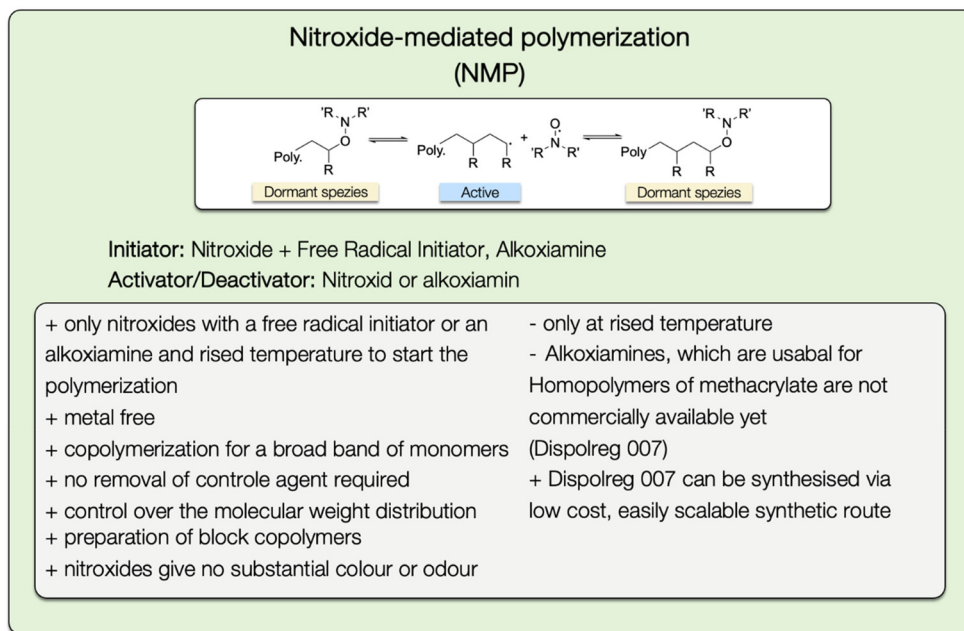 Nitroxide-mediated polymerization
(NMP)
'R R'
N
O
Poly.
R
Dormant spezies
Poly.
R R
Active
+
O
N
'R R'
'R R'
N
O
Poly
R R
Dormant spezies
Initiator: Nitroxide + Free Radical Initiator, Alkoxiamine
Activator/Deactivator: Nitroxid or alkoxiamin
+ only nitroxides with a free radical initiator or an
alkoxiamine and rised temperature to start the
polymerization
+ metal free
+ copolymerization for a broad band of monomers
+ no removal of controle agent required
+ control over the molecular weight distribution
+ preparation of block copolymers
+ nitroxides give no substantial colour or odour
- only at rised temperature
- Alkoxiamines, which are usabal for
Homopolymers of methacrylate are not
commercially available yet
(Dispolreg 007)
+ Dispolreg 007 can be synthesised via
low cost, easily scalable synthetic route